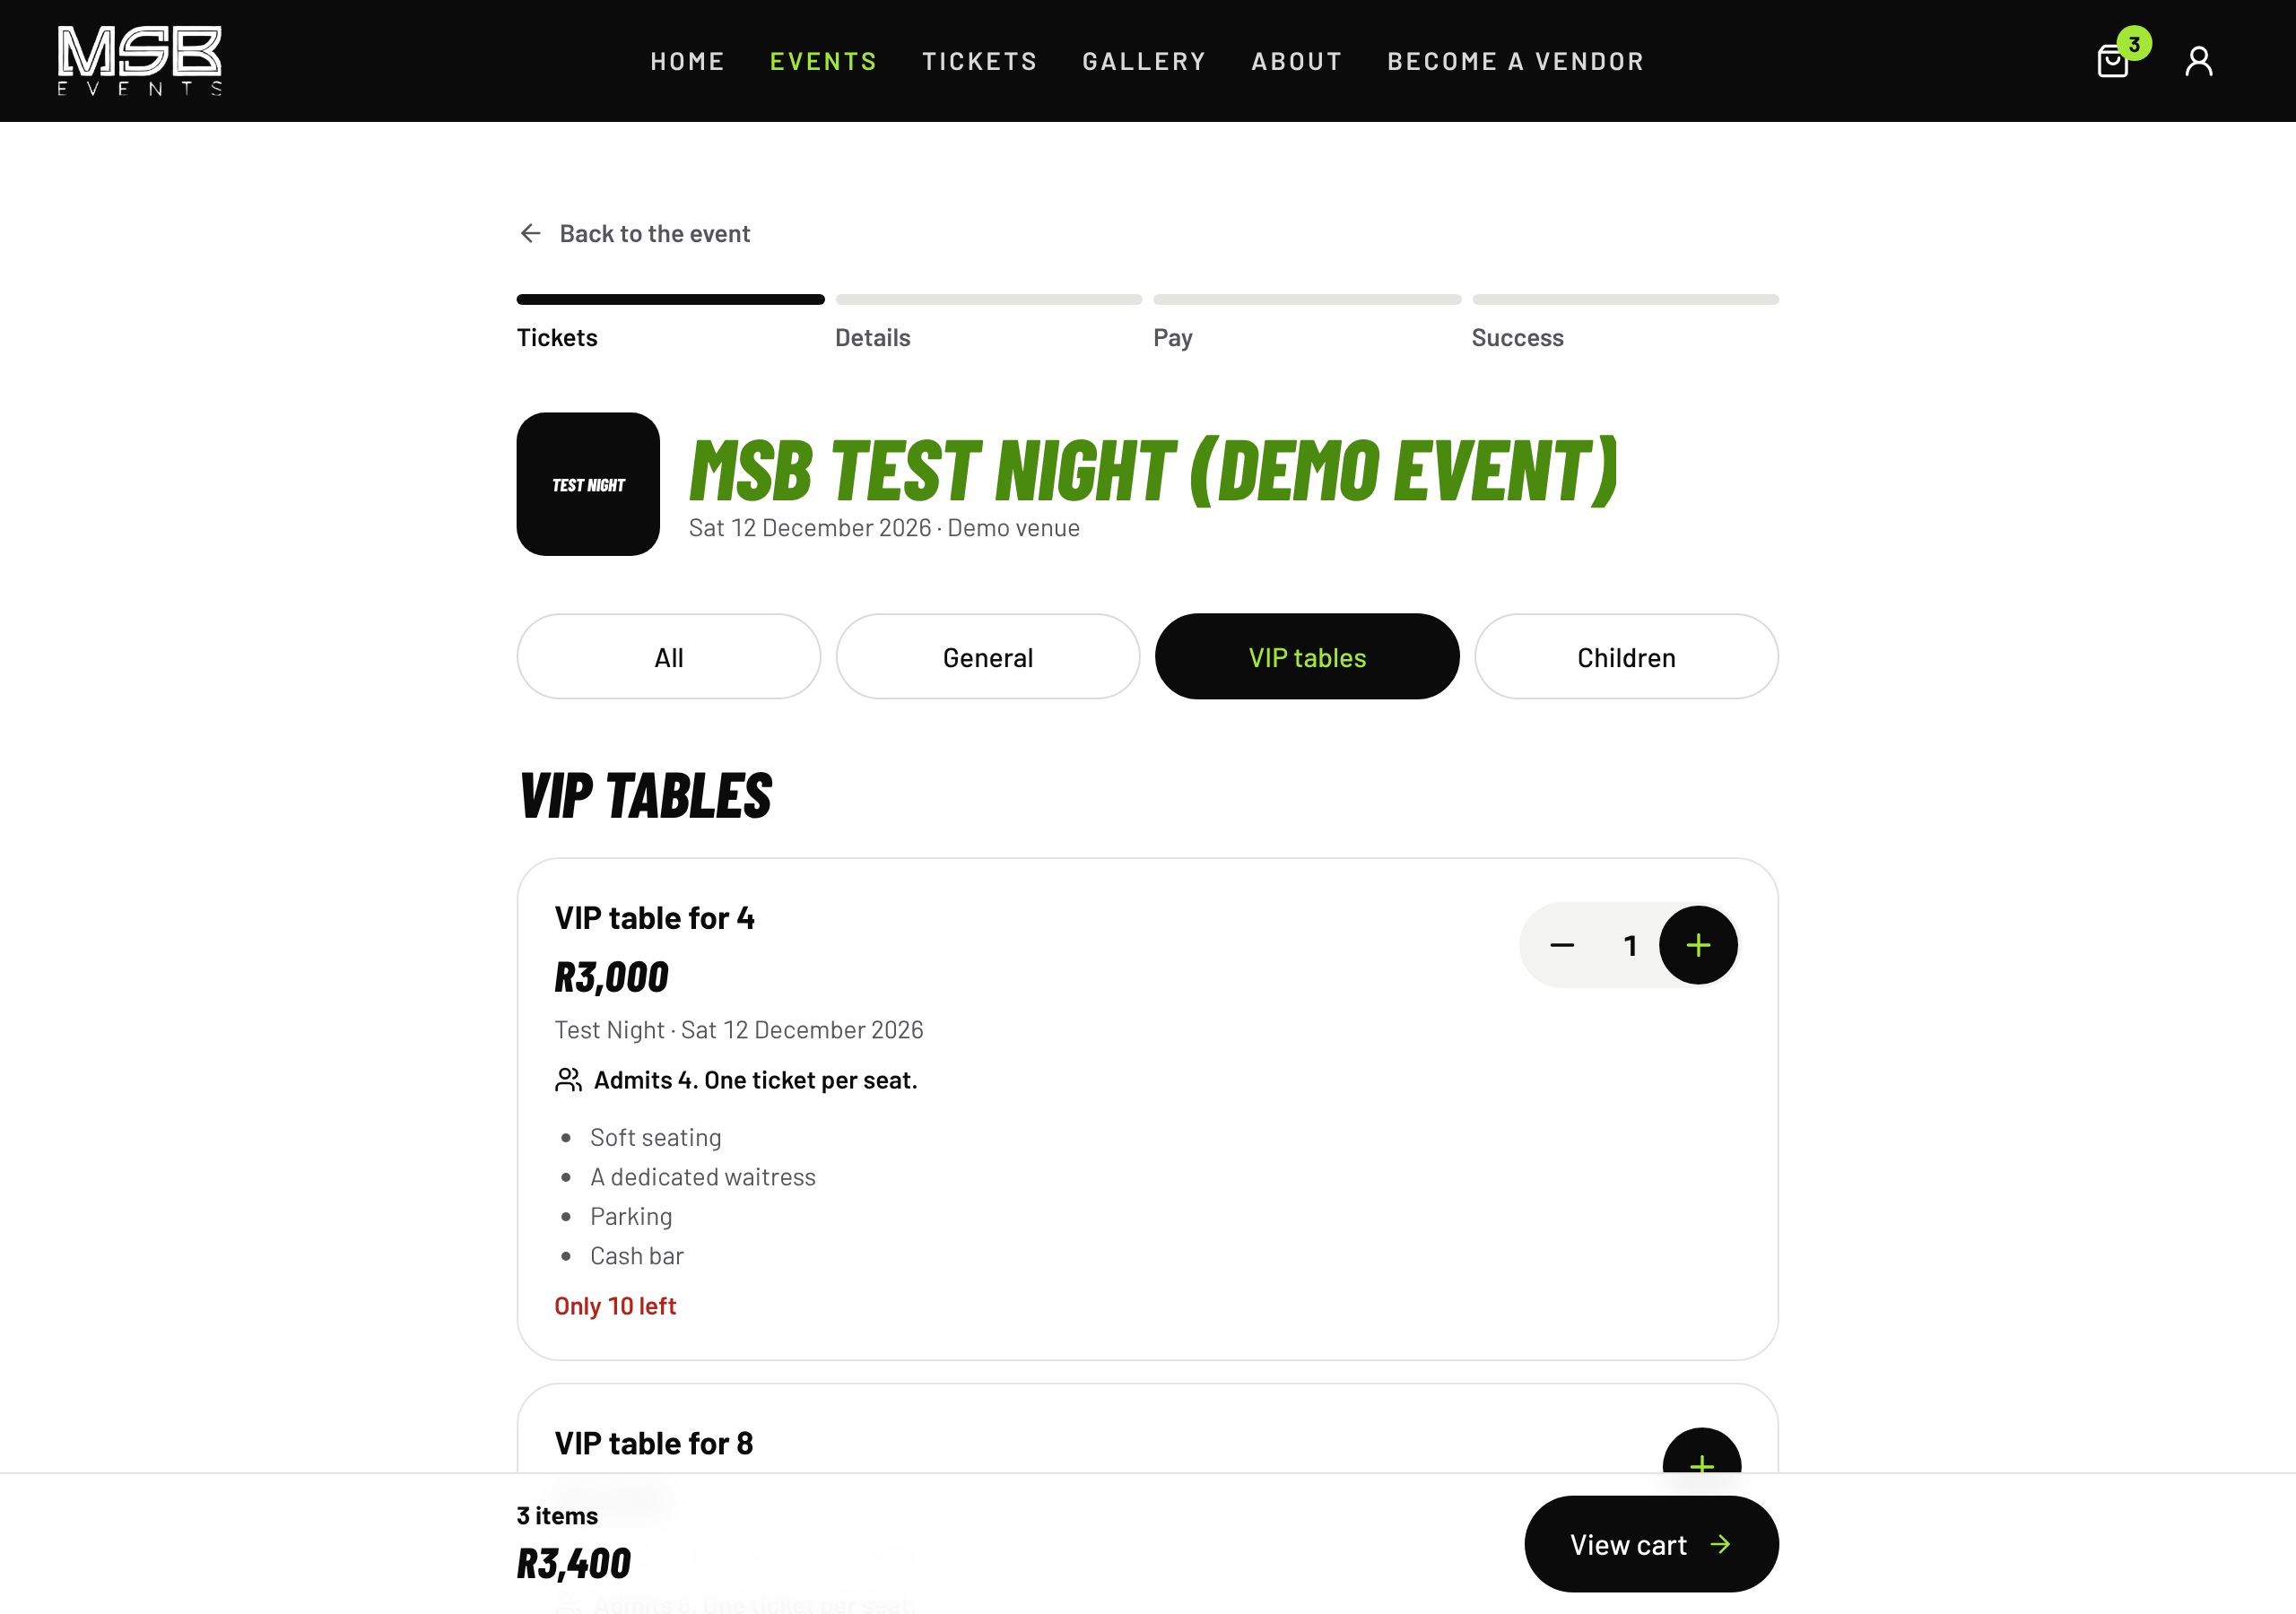 MSB
EVENTS
HOME EVENTS TICKETS GALLERY ABOUT BECOME A VENDOR
3
Back to the event
Tickets Details Pay Success
TEST NIGHT
MSB TEST NIGHT (DEMO EVENT)
Sat 12 December 2026 · Demo venue
All General VIP tables Children
VIP TABLES
VIP table for 4
1
R3,000
Test Night · Sat 12 December 2026
Admits 4. One ticket per seat.
Soft seating
A dedicated waitress
Parking
Cash bar
Only 10 left
VIP table for 8
3 items
R3,400
View cart